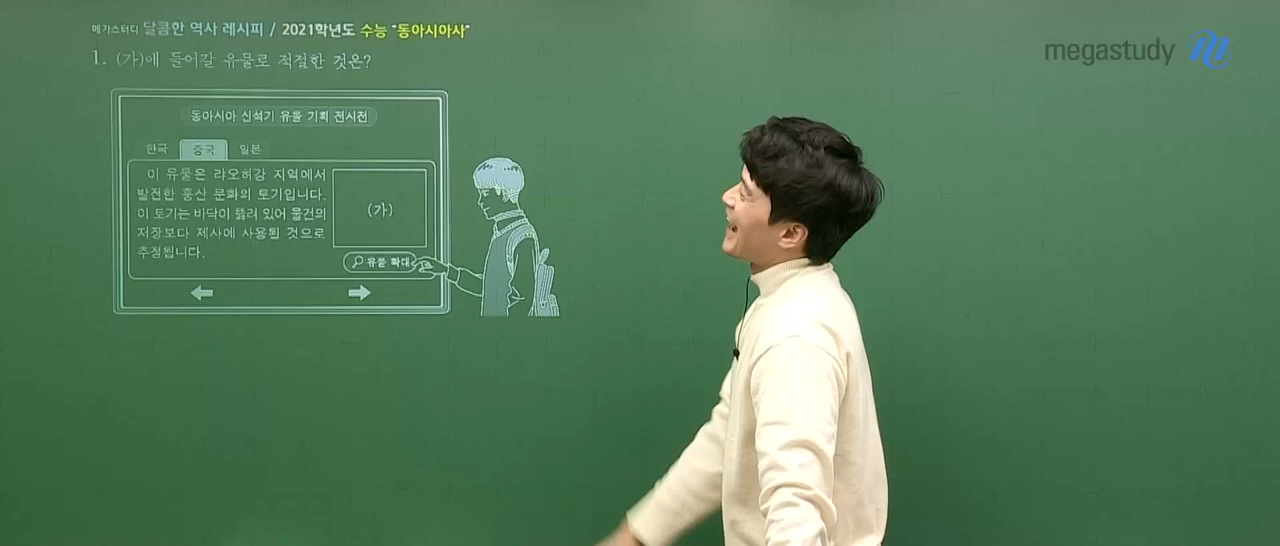 메가스터디 달콤한 역사 레시피 / 2021학년도 수능 "동아시아사"
megastudy m
1. (가)에 들어갈 유물로 적절한 것은?
동아시아 신석기 유물 기획 전시전
한국 중국 일본
이 유물은 랴오허강 지역에서
발전한 훙산 문화의 토기입니다.
이 토기는 바닥이 뚫려 있어 물건의
저장보다 제사에 사용된 것으로
추정됩니다.
(가)
유물 확대